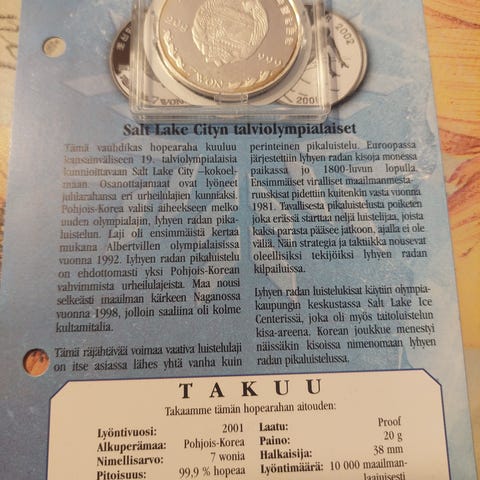 WON
999
2002
7 WON
2001
Salt Lake Cityn talviolympialaiset
Tämä vauhdikas hopearaha kuuluu
kansainväliseen 19. talviolympialaisia
kunnioittavaan Salt Lake City –kokoel-
maan. Osanottajamaat ovat lyöneet
juhlarahansa eri urheilulajien kunniaksi.
Pohjois-Korea valitsi aiheekseen melko
uuden olympialajin, lyhyen radan pika-
luistelun. Laji oli ensimmäistä kertaa
mukana Albertvillen olympialaisissa
vuonna 1992. Lyhyen radan pikaluistelu
on ehdottomasti yksi Pohjois-Korean
vahvimmista urheilulajeista. Maa nousi
selkeästi maailman kärkeen Naganossa
vuonna 1998, jolloin saaliina oli kolme
kultamitalia.
Tämä räjähtävää voimaa vaativa luistelulaji
on itse asiassa lähes yhtä vanha kuin
perinteinen pikaluistelu. Euroopassa
järjestettiin lyhyen radan kisoja monessa
paikassa jo 1800-luvun lopulla.
Ensimmäiset viralliset maailmanmesta-
ruuskisat pidettiin kuitenkin vasta vuonna
1981. Tavallisesta pikaluistelusta poiketen
joka erässä starttaa neljä luistelijaa, joista
kaksi parasta pääsee jatkoon, ajalla ei ole
väliä. Näin strategia ja taktiikka nousevat
oleellisiksi tekijöiksi lyhyen radan
kilpailuissa.
Lyhyen radan luistelukisat käytiin olympia-
kaupungin keskustassa Salt Lake Ice
Centerissä, joka oli myös taitoluistelun
kisa-areena. Korean joukkue menestyi
näissäkin kisoissa nimenomaan lyhyen
radan pikaluistelussa.
TAKUU
Takaamme tämän hopearahan aitouden:
Lyöntivuosi: 2001
Alkuperämaa: Pohjois-Korea
Nimellisarvo: 7 wonia
Pitoisuus: 99,9 % hopeaa
Laatu: Proof
Paino: 20 g
Halkaisija: 38 mm
Lyöntimäärä: 10 000 maailman-
laajuisesti